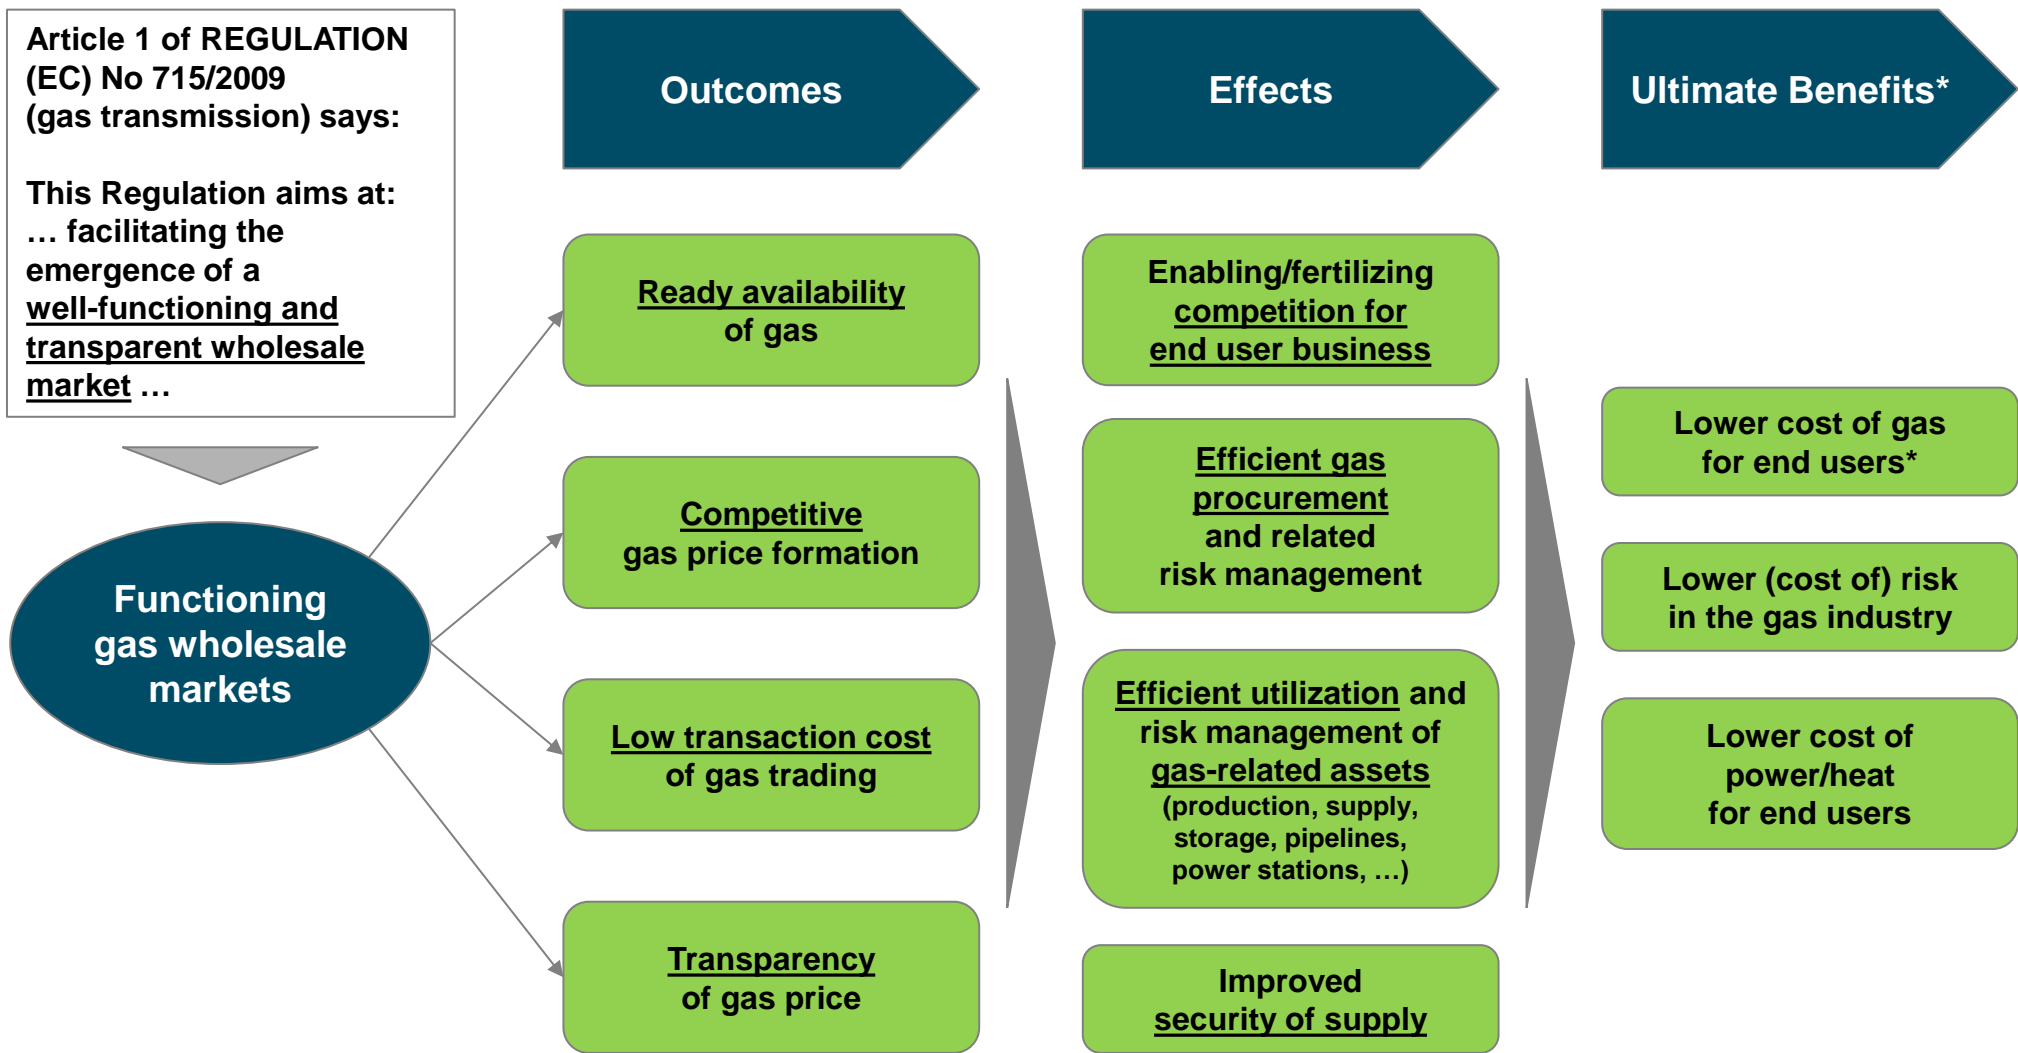 Article 1 of REGULATION
(EC) No 715/2009
(gas transmission) says:
This Regulation aims at:
… facilitating the
emergence of a
well-functioning and
transparent wholesale
market …
Functioning
gas wholesale
markets
Outcomes
Ready availability
of gas
Competitive
gas price formation
Low transaction cost
of gas trading
Transparency
of gas price
Effects
Enabling/fertilizing
competition for
end user business
Efficient gas
procurement
and related
risk management
Efficient utilization and
risk management of
gas-related assets
(production, supply,
storage, pipelines,
power stations, …)
Improved
security of supply
Ultimate Benefits*
Lower cost of gas
for end users*
Lower (cost of) risk
in the gas industry
Lower cost of
power/heat
for end users